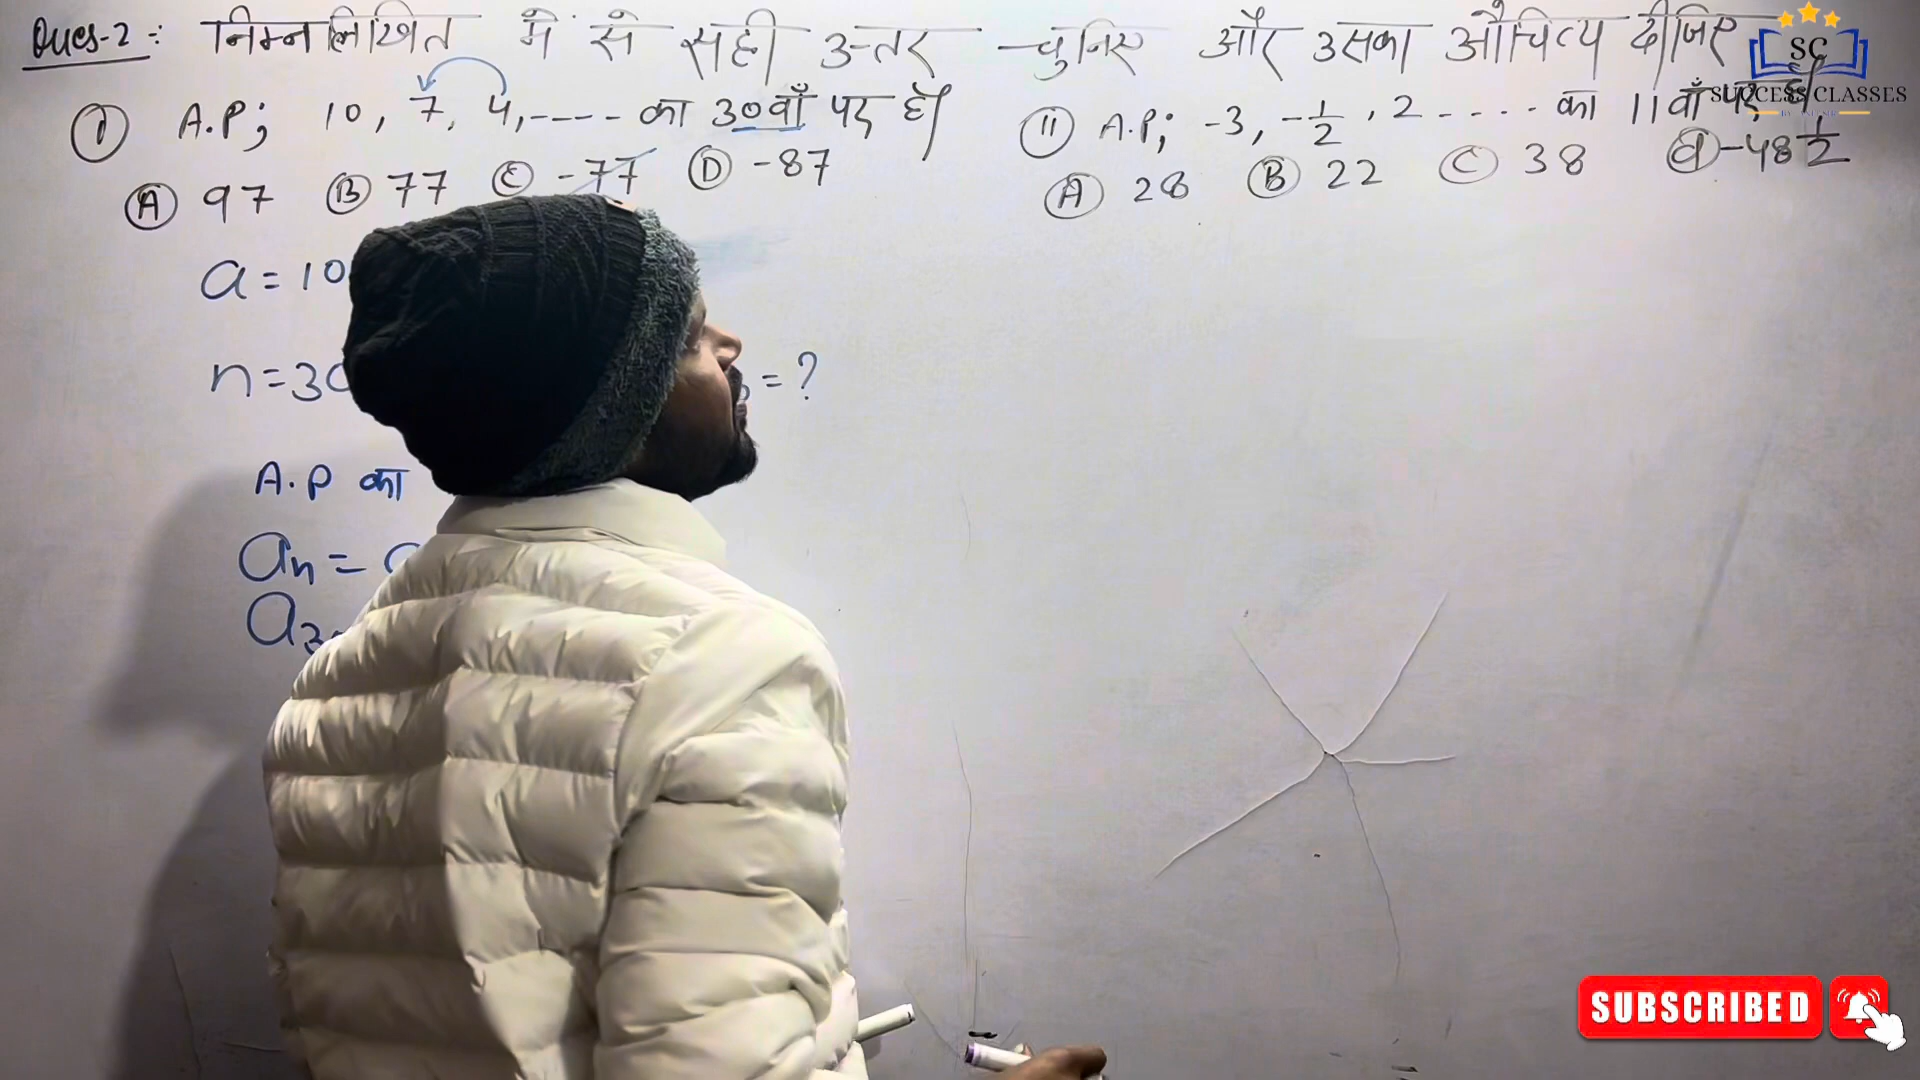 Ques-2 : निम्नलिखित में से सही उत्तर चुनिए और उसका औचित्य दीजिए
(I) A.P; 10, 7, 4, ---- का 30वाँ पद है
(A) 97 (B) 77 (C) -77 (D) -87
(II) A.P; -3, -1/2, 2 .... का 11वाँ पद है
(A) 28 (B) 22 (C) 38 (D) -48 1/2
a = 10
n = 30
= ?
A.P का
an =
a3
SC
SUCCESS CLASSES
SUBSCRIBED